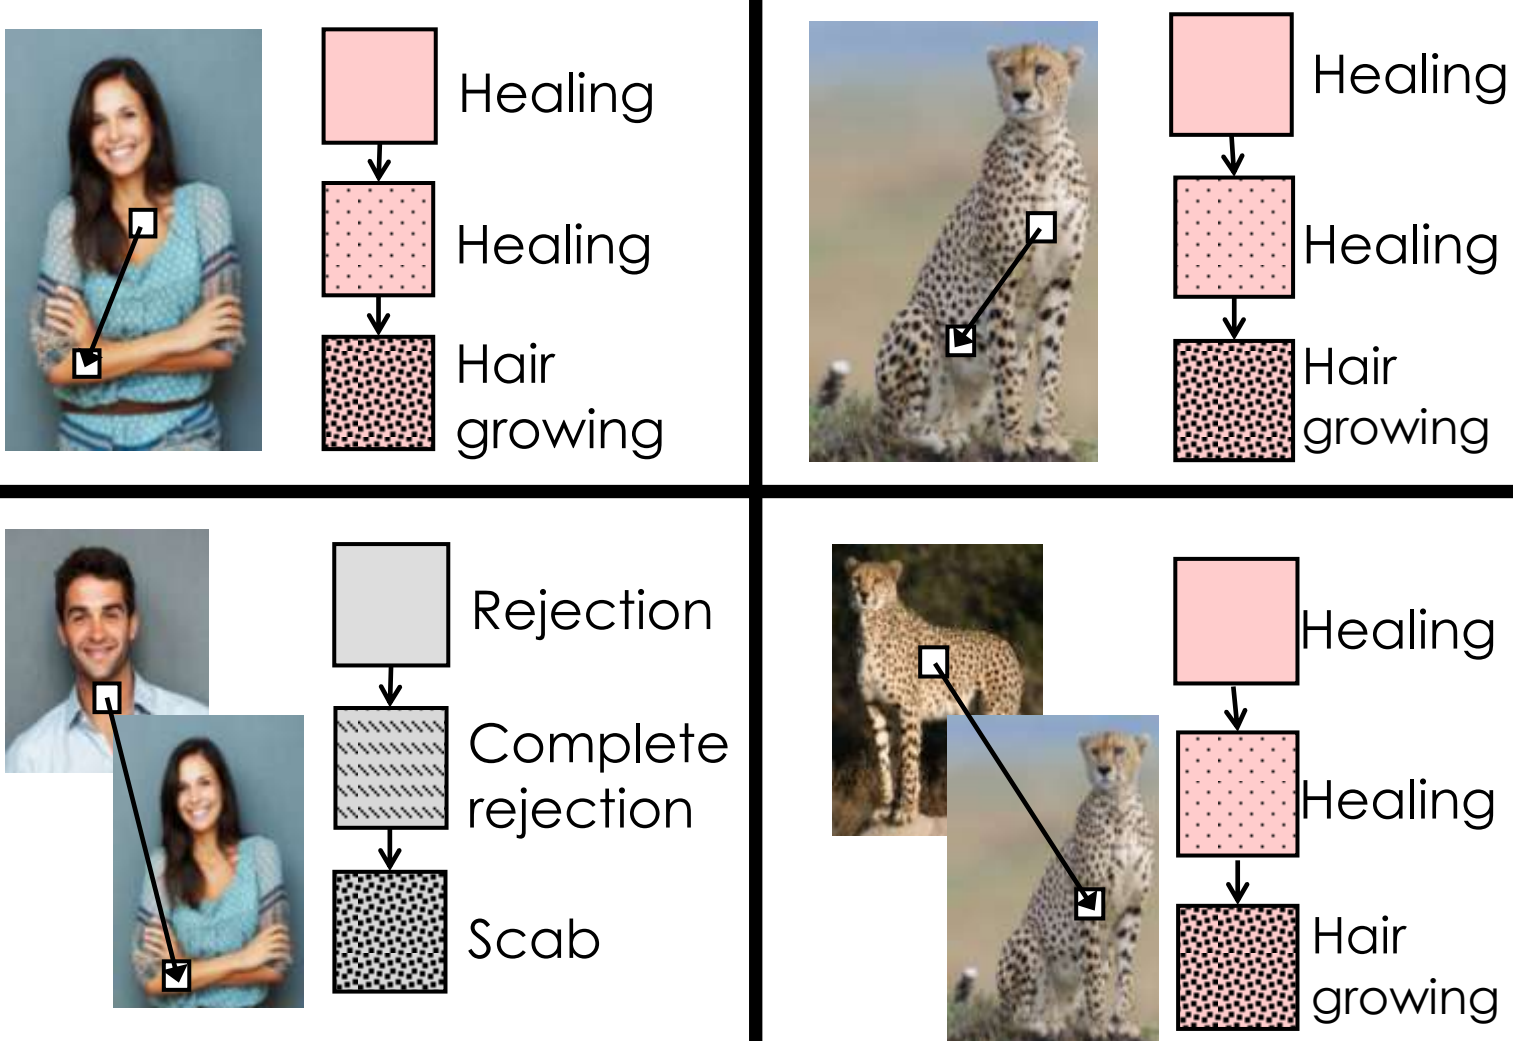 Healing
Healing
Hair
growing
Healing
Healing
Hair
growing
Rejection
Complete
rejection
Scab
Healing
Healing
Hair
growing